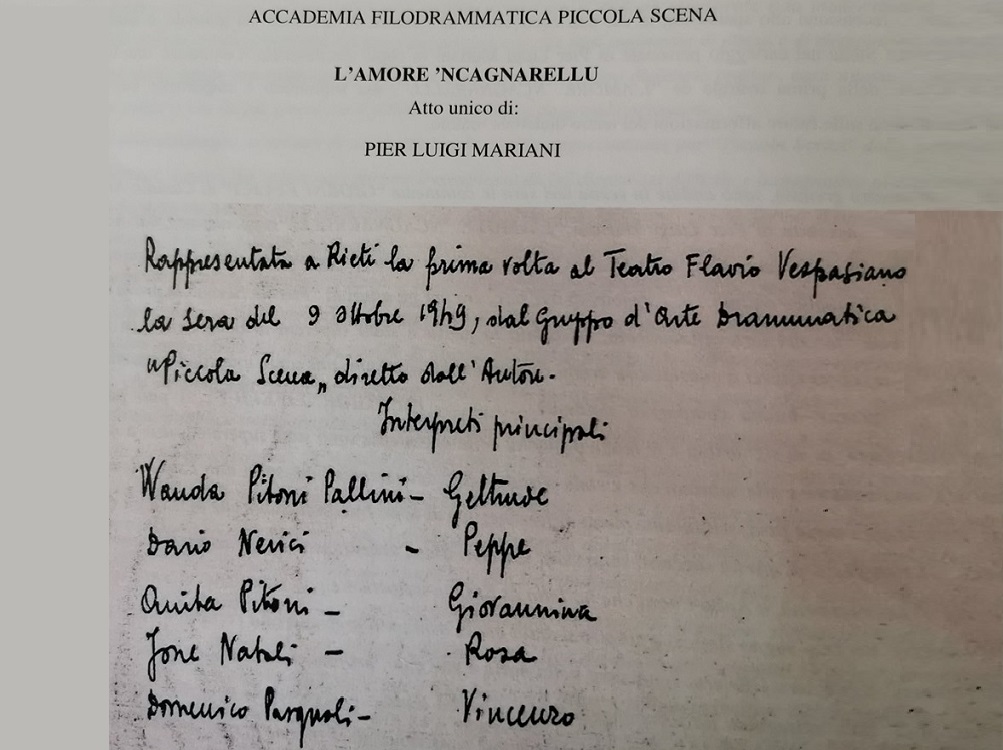 ACCADEMIA FILODRAMMATICA PICCOLA SCENA
L'AMORE 'NCAGNARELLU
Atto unico di:
PIER LUIGI MARIANI
Rappresentata a Rieti la prima volta al Teatro Flavio Vespasiano
la sera del 9 Ottobre 1949, dal Gruppo d'Arte Drammatica
"Piccola Scena„ diretto dall'Autore.
Interpreti principali
Wanda Pitoni Pallini - Geltrude
Dario Nerici - Peppe
Anita Pitoni - Giovannina
Jone Natali - Rosa
Domenico Pasquali - Vincenzo